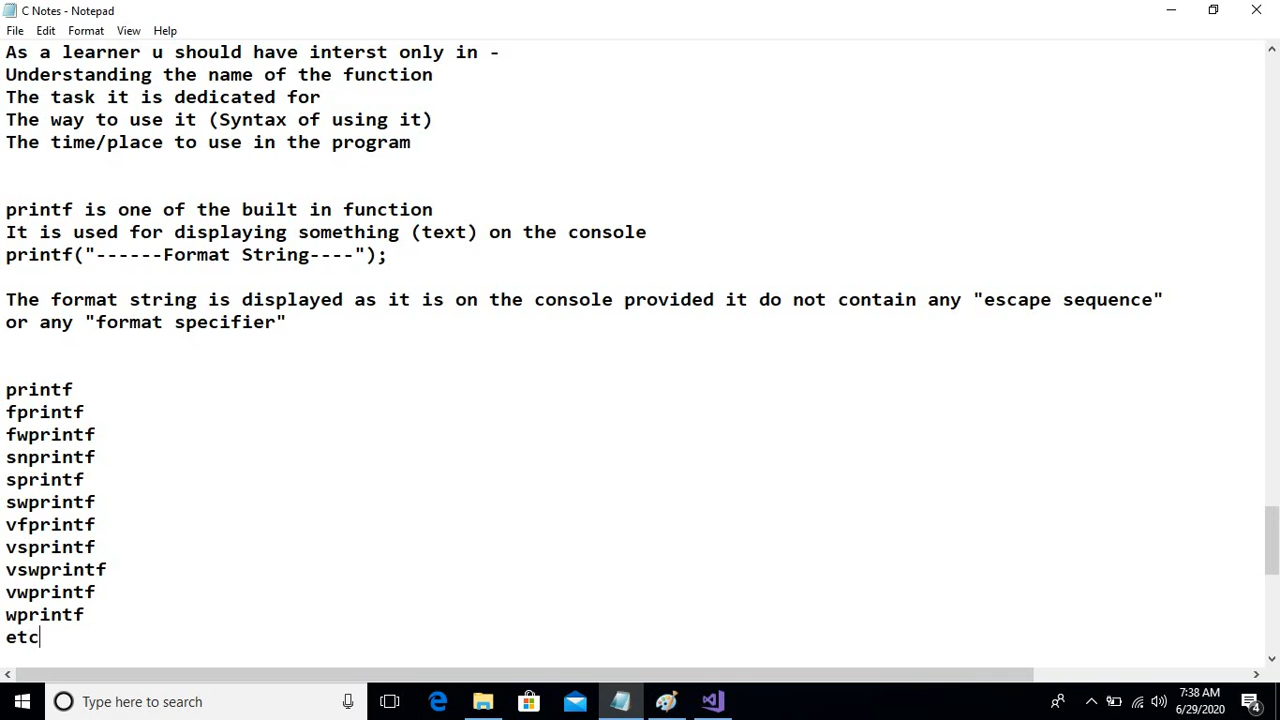 C Notes - Notepad
File Edit Format View Help
As a learner u should have interst only in -
Understanding the name of the function
The task it is dedicated for
The way to use it (Syntax of using it)
The time/place to use in the program
printf is one of the built in function
It is used for displaying something (text) on the console
printf("------Format String----");
The format string is displayed as it is on the console provided it do not contain any "escape sequence"
or any "format specifier"
printf
fprintf
fwprintf
snprintf
sprintf
swprintf
vfprintf
vsprintf
vswprintf
vwprintf
wprintf
etc
Type here to search
7:38 AM
6/29/2020
4